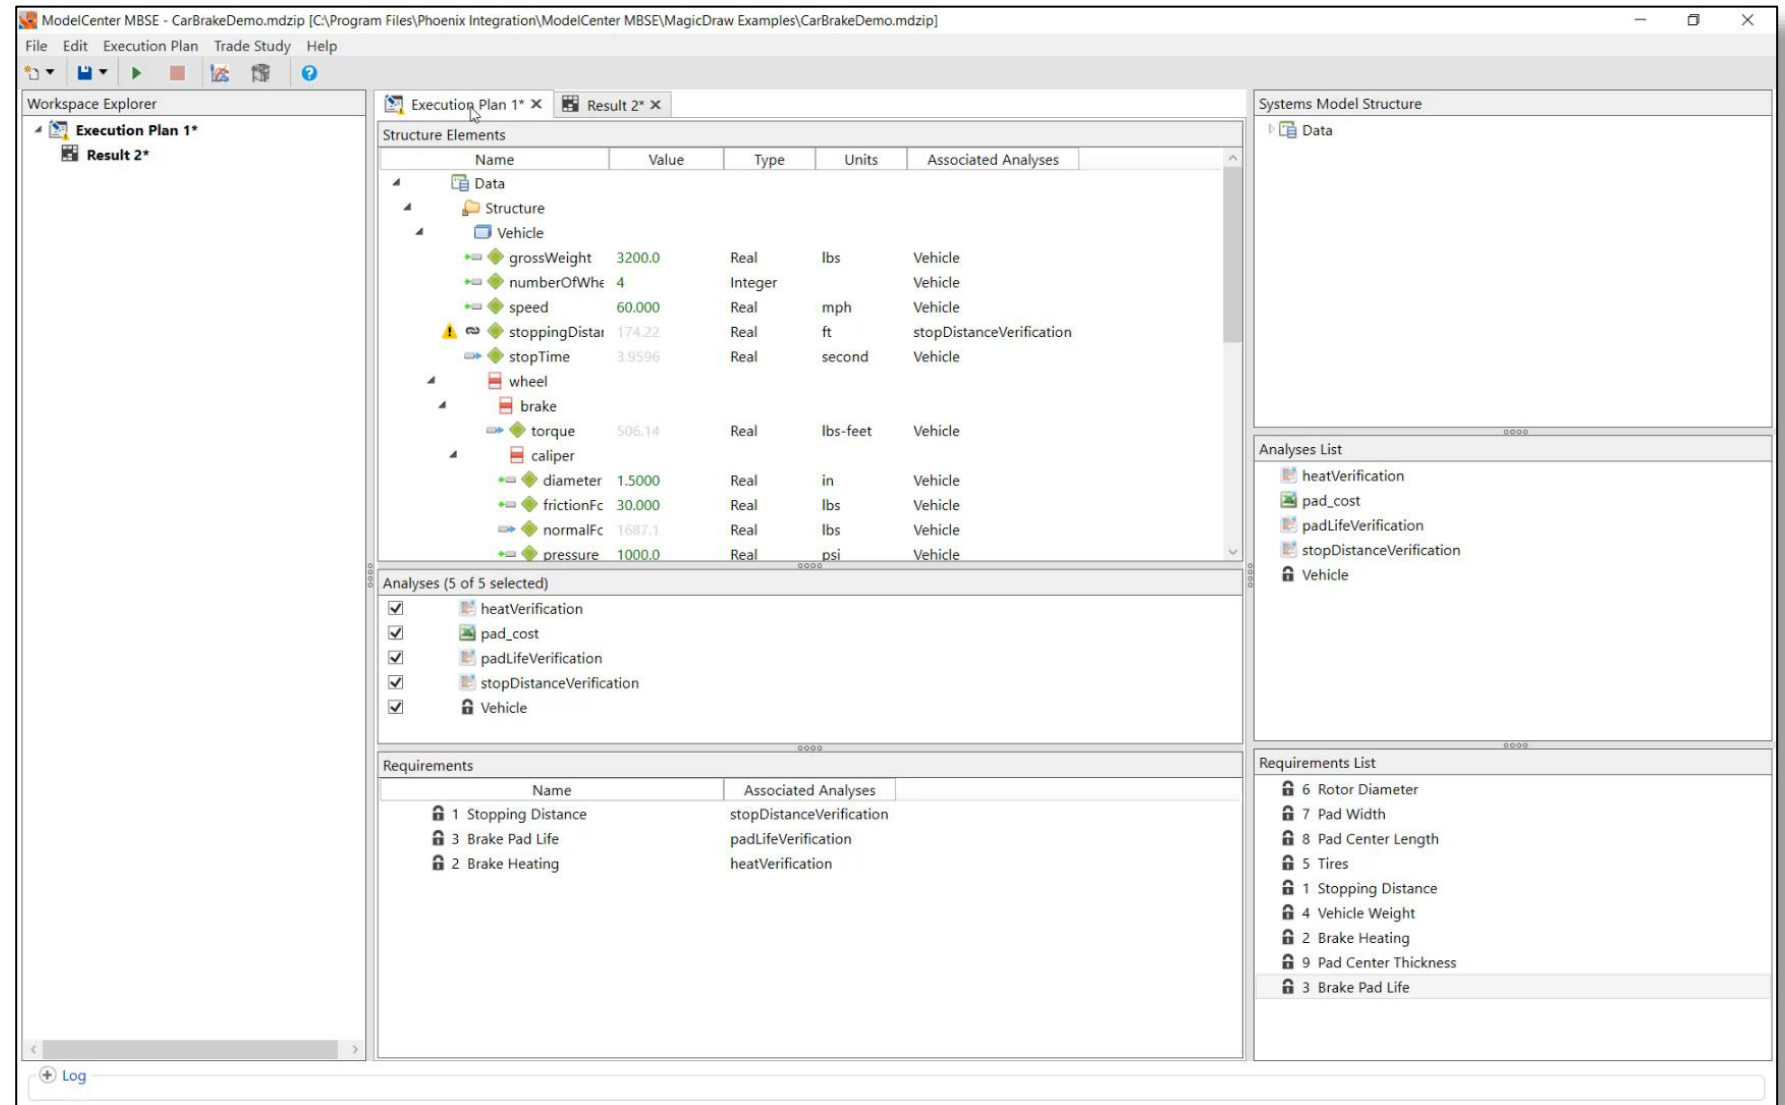 ModelCenter MBSE - CarBrakeDemo.mdzip [C:\Program Files\Phoenix Integration\ModelCenter MBSE\MagicDraw Examples\CarBrakeDemo.mdzip]
File Edit Execution Plan Trade Study Help
Workspace Explorer
Execution Plan 1*
Result 2*
Execution Plan 1* Result 2*
Structure Elements
Name Value Type Units Associated Analyses
Data
Structure
Vehicle
grossWeight 3200.0 Real lbs Vehicle
numberOfWhe 4 Integer Vehicle
speed 60.000 Real mph Vehicle
stoppingDistar 174.22 Real ft stopDistanceVerification
stopTime 3.9596 Real second Vehicle
wheel
brake
torque 506.14 Real lbs-feet Vehicle
caliper
diameter 1.5000 Real in Vehicle
frictionFc 30.000 Real lbs Vehicle
normalFc 1687.1 Real lbs Vehicle
pressure 1000.0 Real psi Vehicle
Analyses (5 of 5 selected)
heatVerification
pad_cost
padLifeVerification
stopDistanceVerification
Vehicle
Requirements
Name Associated Analyses
1 Stopping Distance stopDistanceVerification
3 Brake Pad Life padLifeVerification
2 Brake Heating heatVerification
Systems Model Structure
Data
Analyses List
heatVerification
pad_cost
padLifeVerification
stopDistanceVerification
Vehicle
Requirements List
6 Rotor Diameter
7 Pad Width
8 Pad Center Length
5 Tires
1 Stopping Distance
4 Vehicle Weight
2 Brake Heating
9 Pad Center Thickness
3 Brake Pad Life
Log